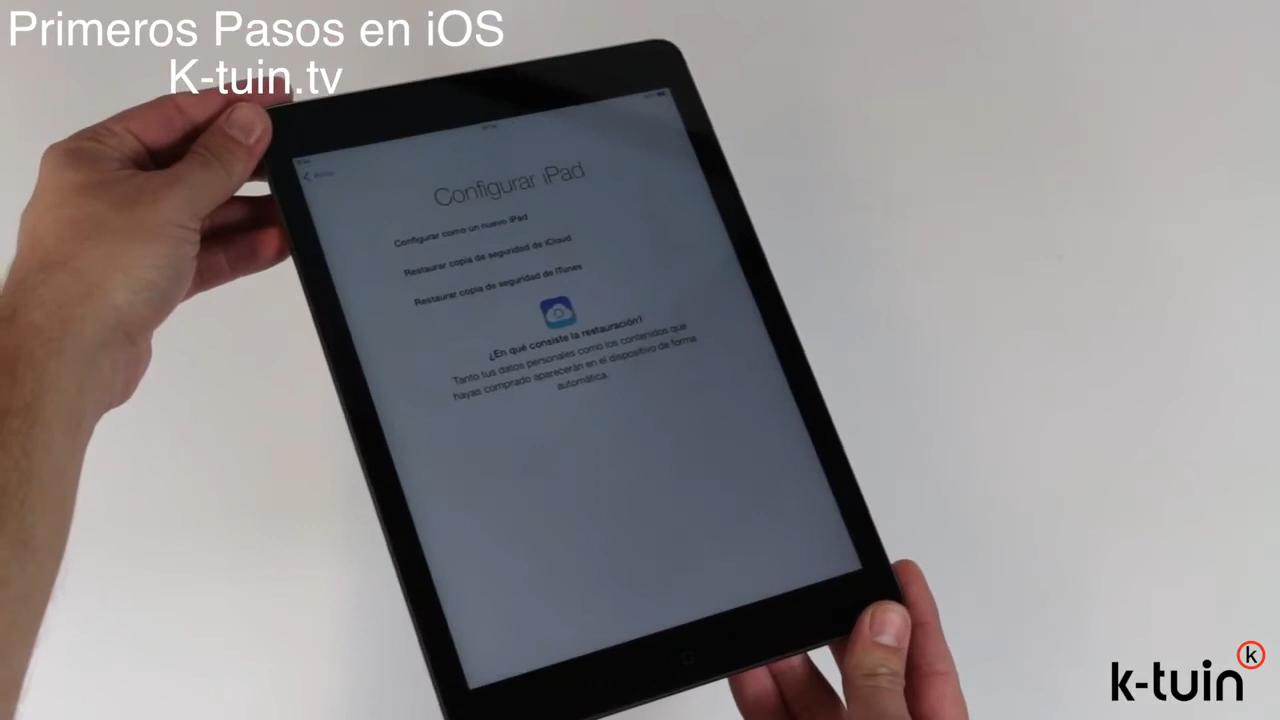 Primeros Pasos en iOS
K-tuin.tv
Configurar iPad
Configurar como un nuevo iPad
Restaurar copia de seguridad de iCloud
Restaurar copia de seguridad de iTunes
¿En qué consiste la restauración?
Tanto tus datos personales como los contenidos que
hayas comprado aparecerán en el dispositivo de forma
automática.
k-tuin k